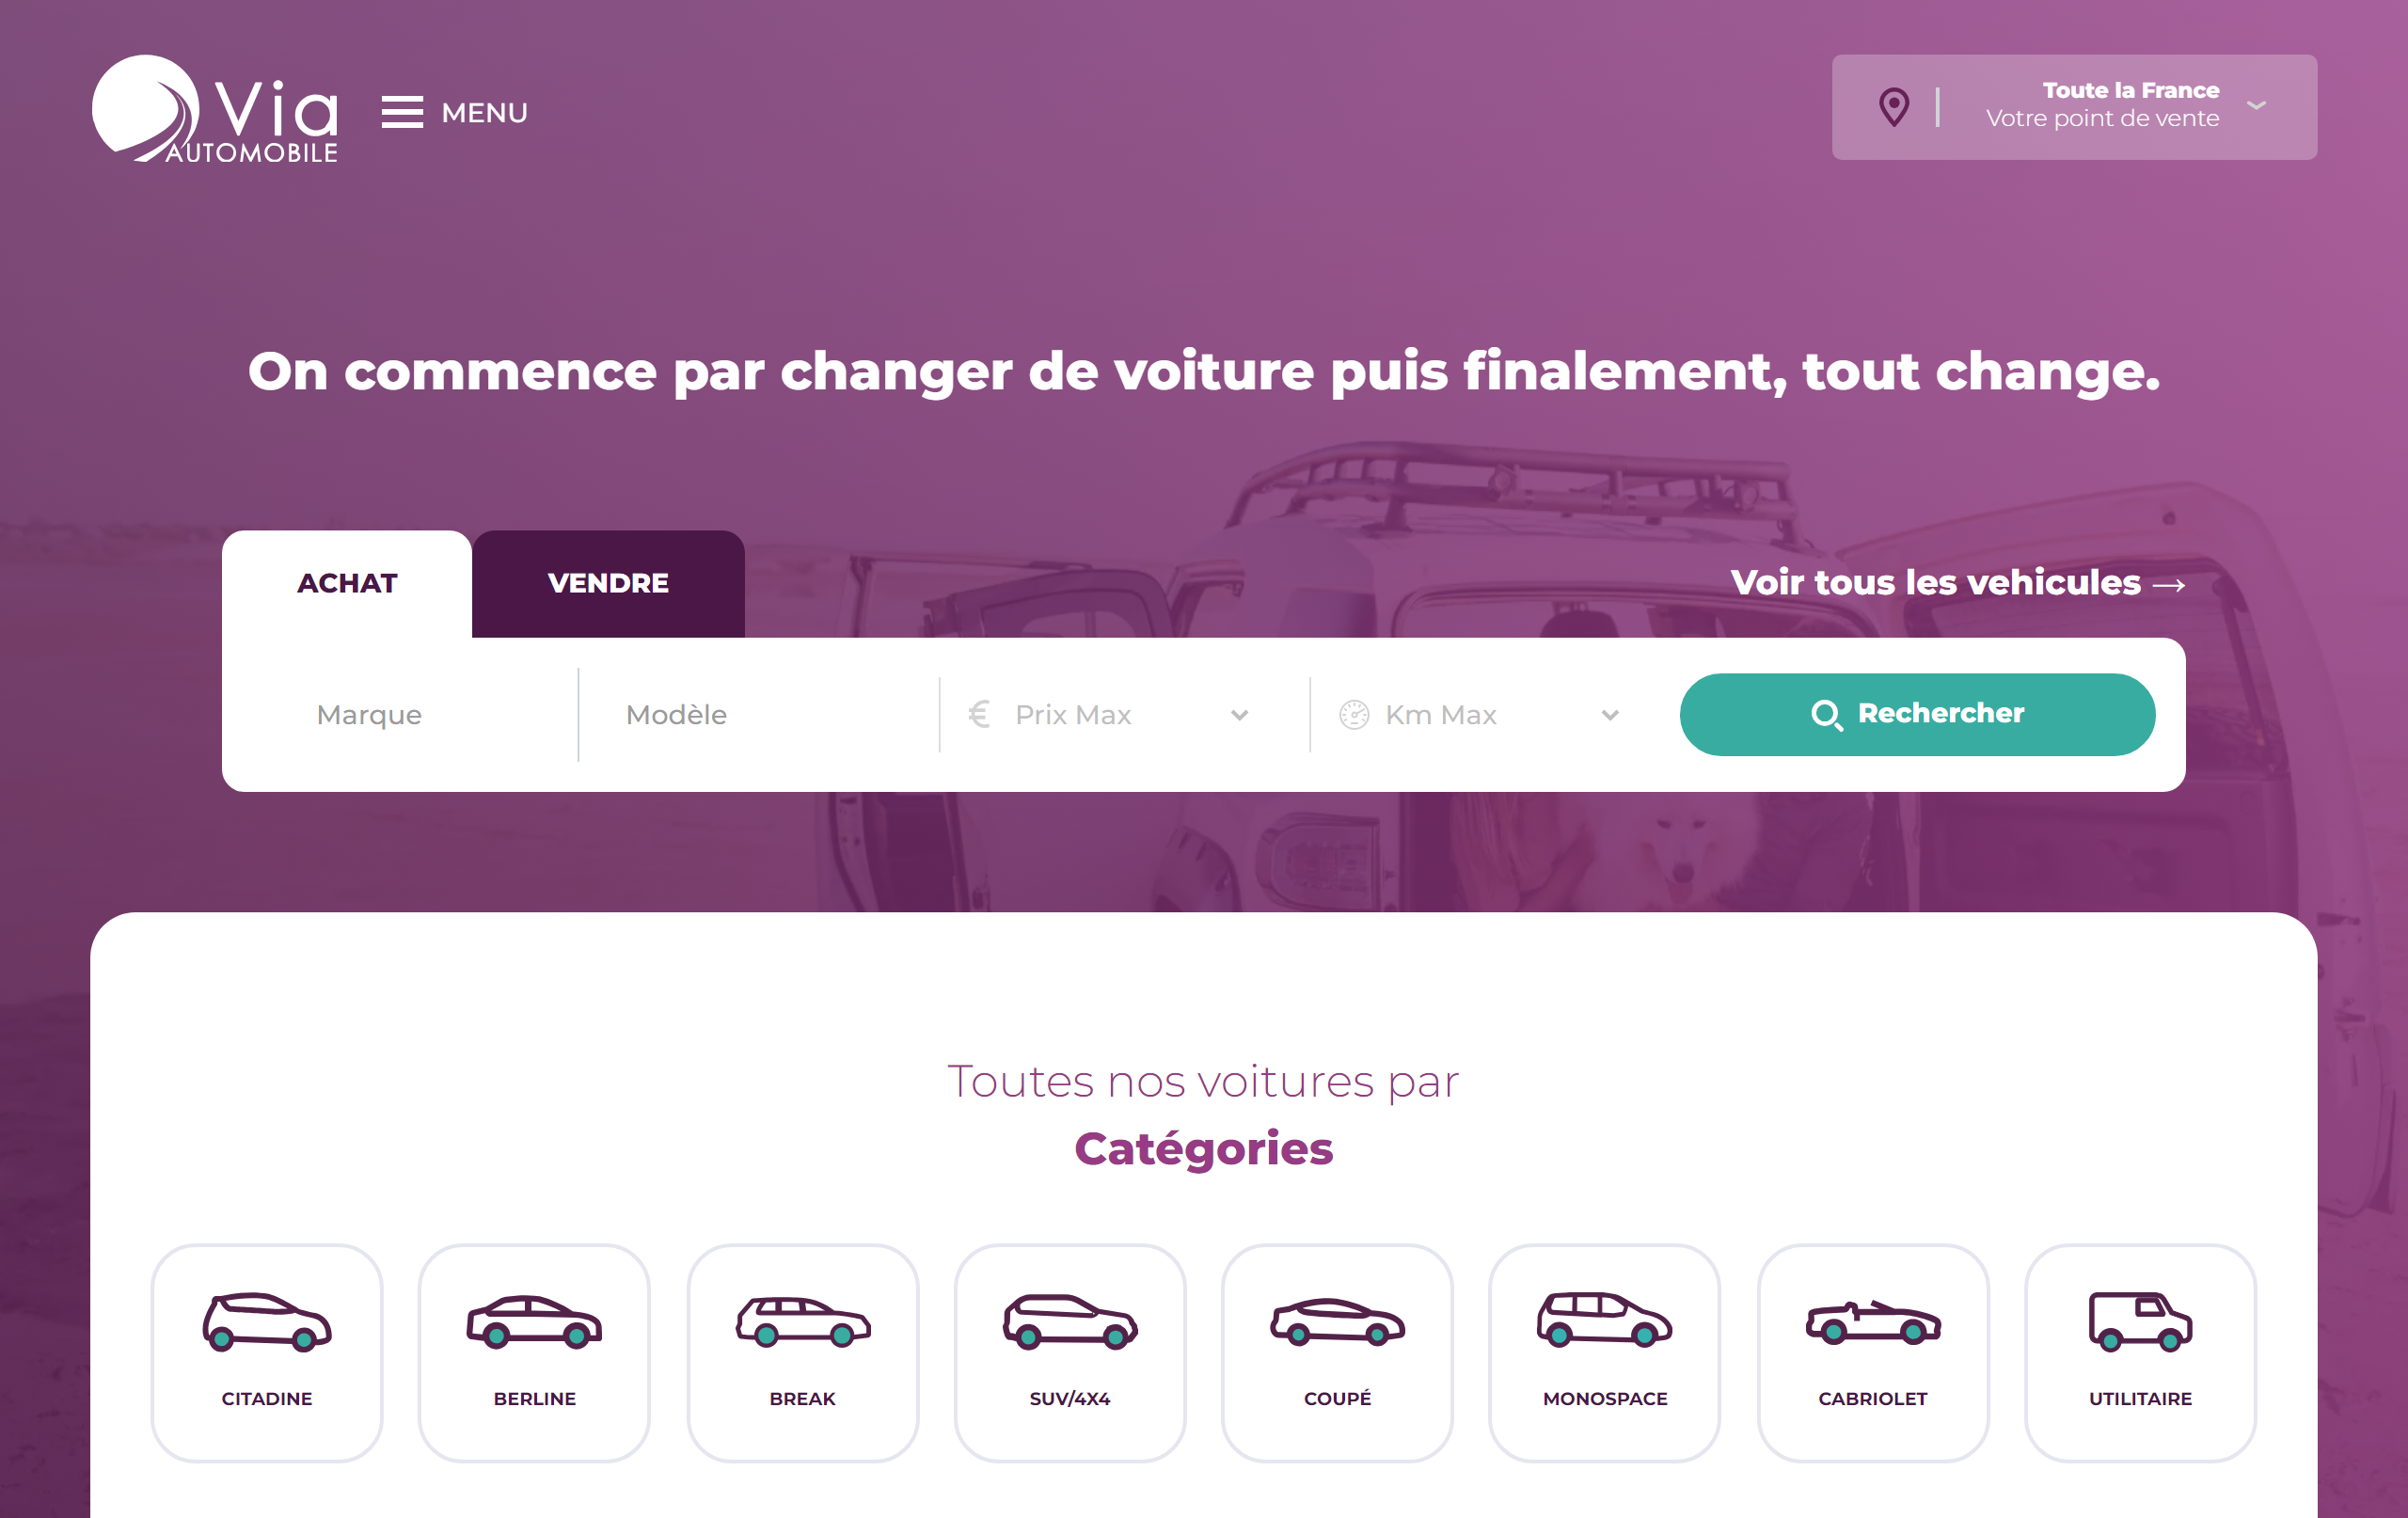 Via
AUTOMOBILE
MENU
Toute la France
Votre point de vente
On commence par changer de voiture puis finalement, tout change.
ACHAT
VENDRE
Voir tous les vehicules →
Marque
Modèle
€ Prix Max
Km Max
Rechercher
Toutes nos voitures par
Catégories
CITADINE
BERLINE
BREAK
SUV/4X4
COUPÉ
MONOSPACE
CABRIOLET
UTILITAIRE